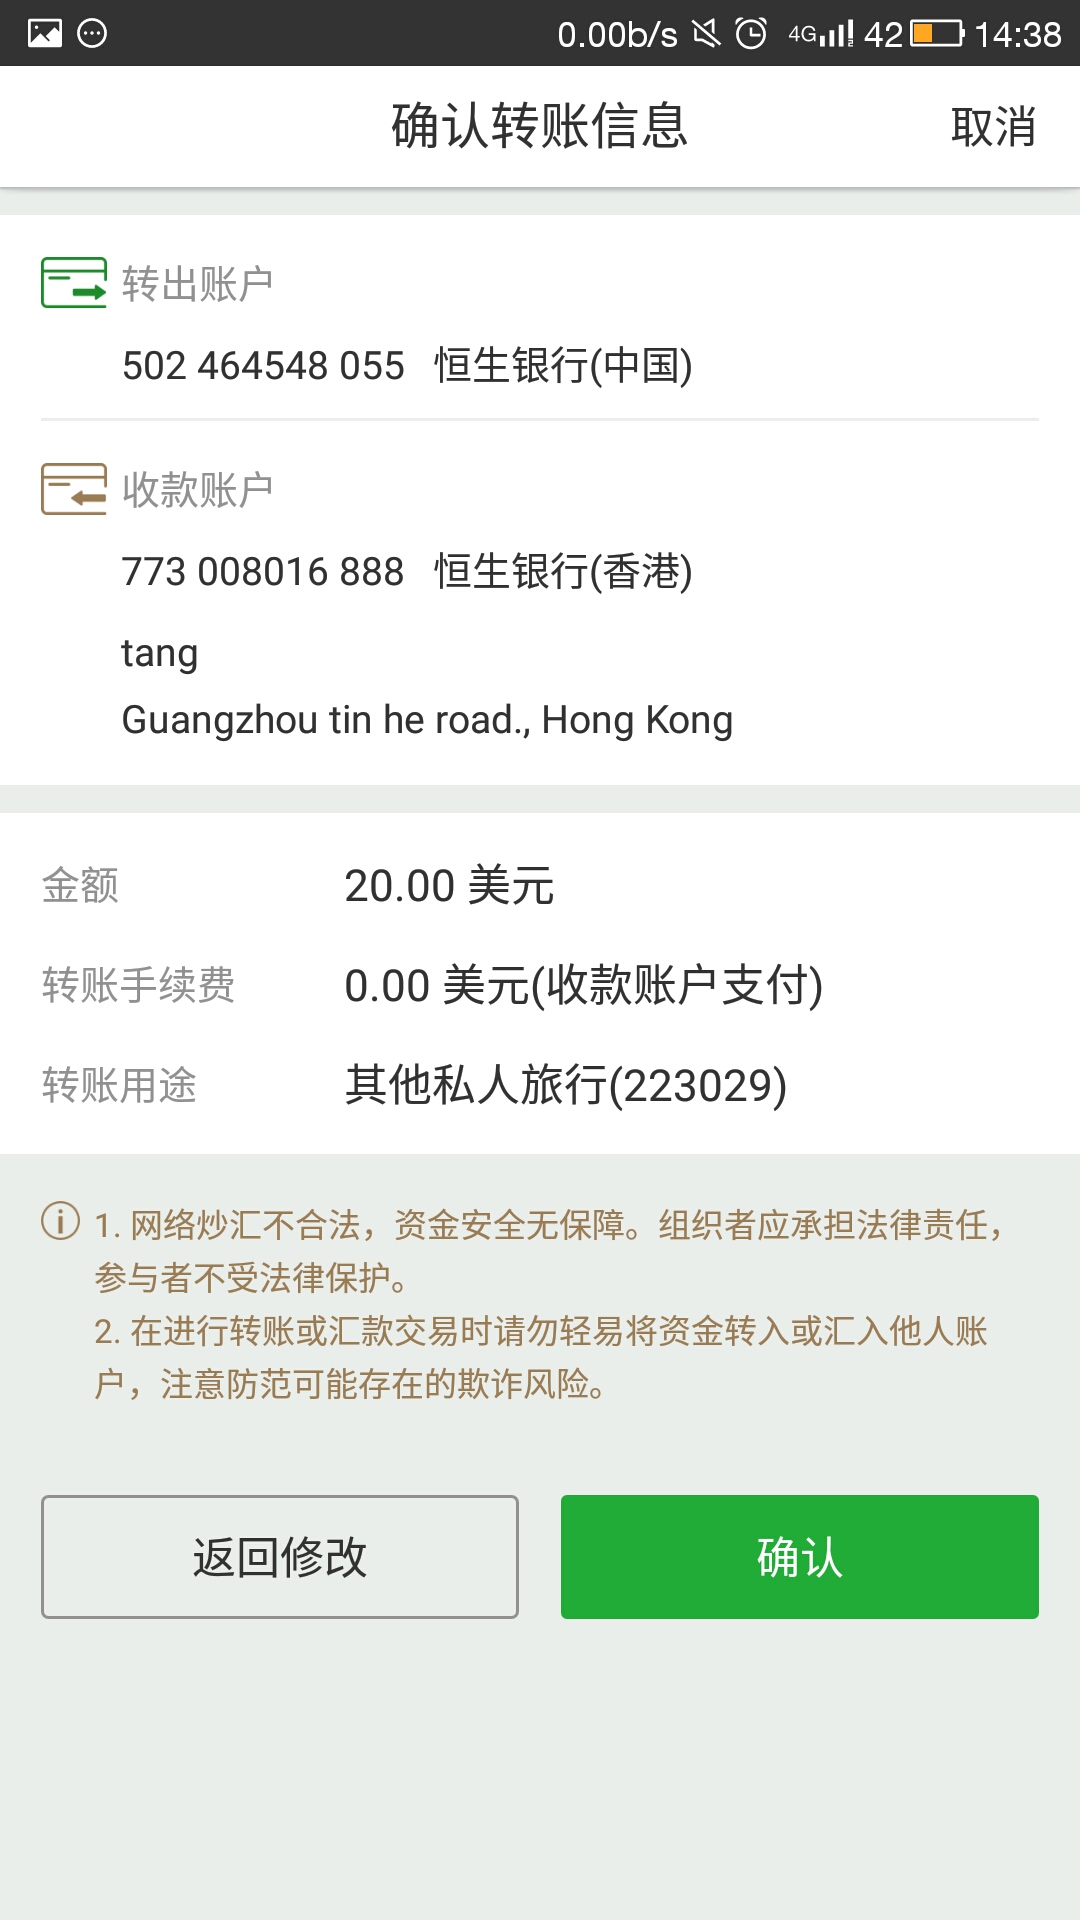 0.00b/s 4G 42 14:38
确认转账信息 取消
转出账户
502 464548 055 恒生银行(中国)
收款账户
773 008016 888 恒生银行(香港)
tang
Guangzhou tin he road., Hong Kong
金额 20.00 美元
转账手续费 0.00 美元(收款账户支付)
转账用途 其他私人旅行(223029)
1. 网络炒汇不合法，资金安全无保障。组织者应承担法律责任，
参与者不受法律保护。
2. 在进行转账或汇款交易时请勿轻易将资金转入或汇入他人账
户，注意防范可能存在的欺诈风险。
返回修改 确认